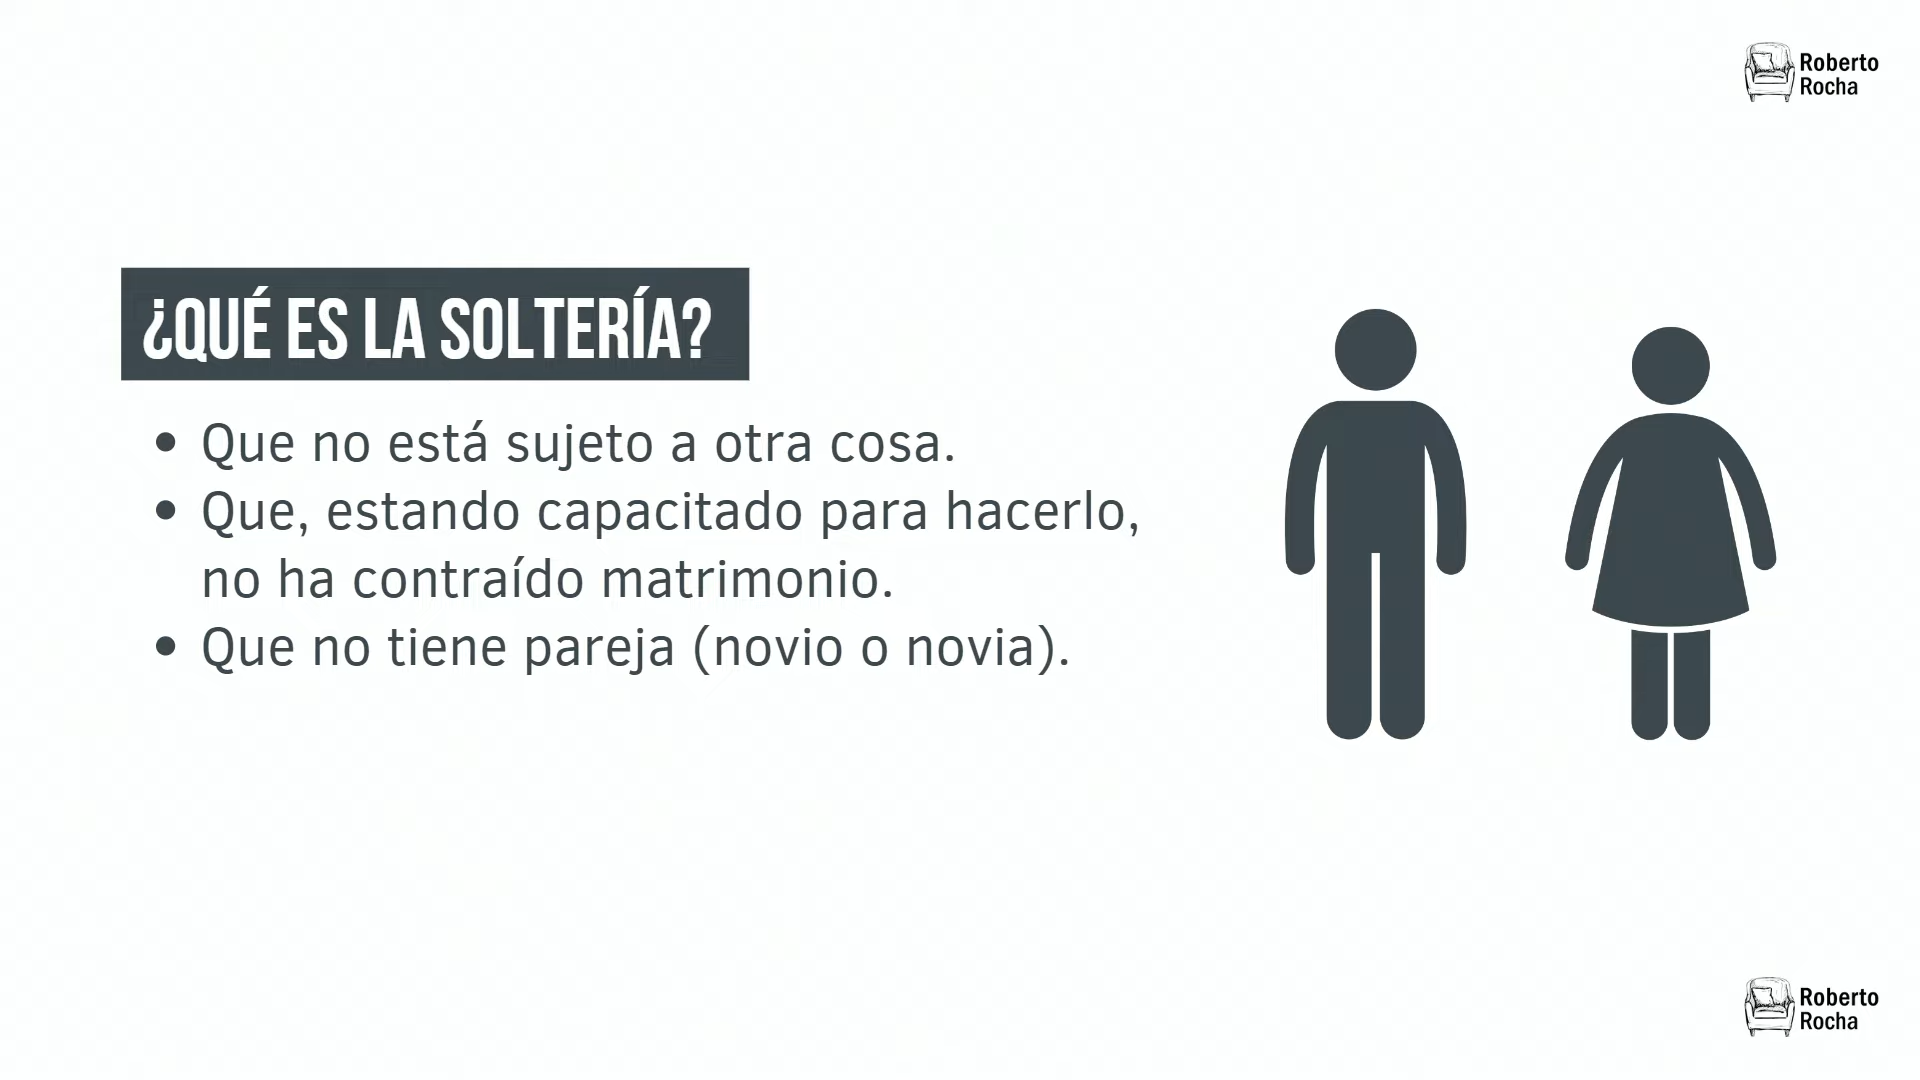 Roberto
Rocha
¿QUÉ ES LA SOLTERÍA?
• Que no está sujeto a otra cosa.
• Que, estando capacitado para hacerlo,
no ha contraído matrimonio.
• Que no tiene pareja (novio o novia).
Roberto
Rocha